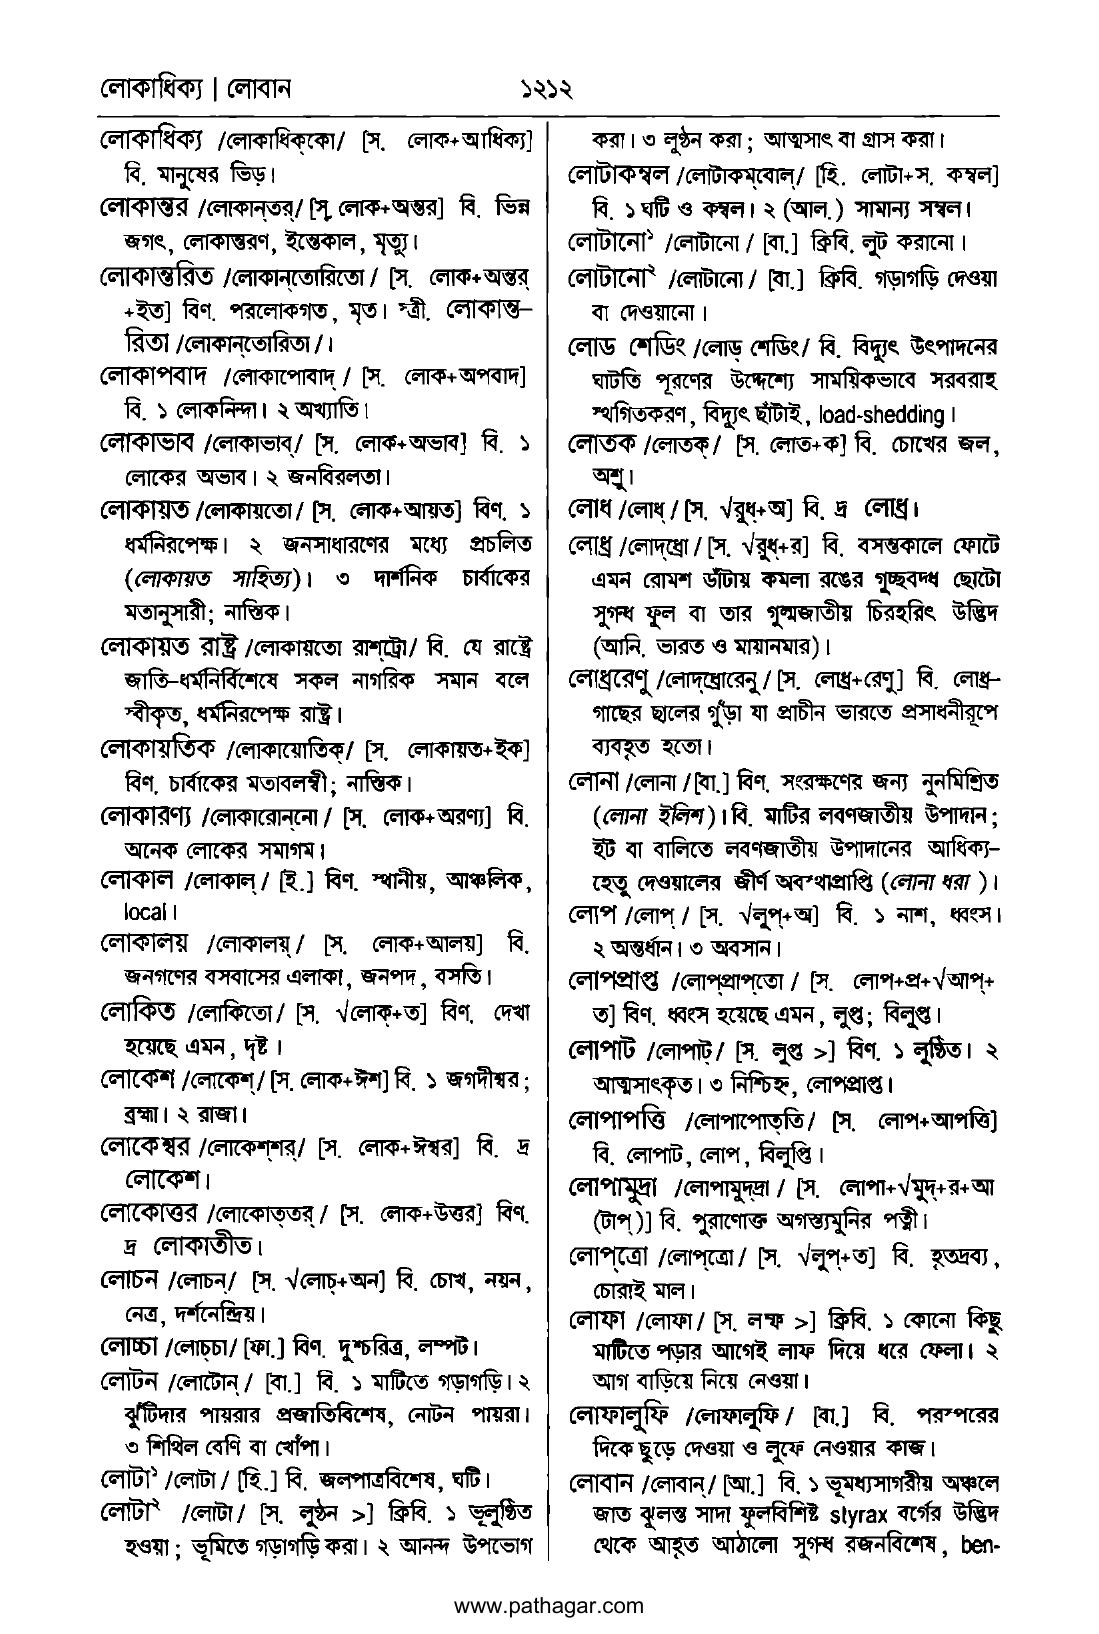 লোকাধিক্য | লোবান
১২১২
লোকাধিক্য /লোকাধিক্‌কো/ [স. লোক+আধিক্য]
বি. মানুষের ভিড়।
লোকান্তর /লোকান্‌তর্/ [স. লোক+অন্তর] বি. ভিন্ন
জগৎ, লোকান্তরণ, ইন্তেকাল, মৃত্যু।
লোকান্তরিত /লোকান্‌তোরিতো/ [স. লোক+অন্তর্
+ইত] বিণ. পরলোকগত, মৃত। স্ত্রী. লোকান্ত–
রিতা /লোকান্‌তোরিতা/।
লোকাপবাদ /লোকাপোবাদ্/ [স. লোক+অপবাদ]
বি. ১ লোকনিন্দা। ২ অখ্যাতি।
লোকাভাব /লোকাভাব্/ [স. লোক+অভাব] বি. ১
লোকের অভাব। ২ জনবিরলতা।
লোকায়ত /লোকায়তো/ [স. লোক+আয়ত] বিণ. ১
ধর্মনিরপেক্ষ। ২ জনসাধারণের মধ্যে প্রচলিত
(লোকায়ত সাহিত্য)। ৩ দার্শনিক চার্বাকের
মতানুসারী; নাস্তিক।
লোকায়ত রাষ্ট্র /লোকায়তো রাশ্‌ট্রো/ বি. যে রাষ্ট্রে
জাতি–ধর্মনির্বিশেষে সকল নাগরিক সমান বলে
স্বীকৃত, ধর্মনিরপেক্ষ রাষ্ট্র।
লোকায়তিক /লোকায়োতিক্/ [স. লোকায়ত+ইক]
বিণ. চার্বাকের মতাবলম্বী; নাস্তিক।
লোকারণ্য /লোকারোন্‌নো/ [স. লোক+অরণ্য] বি.
অনেক লোকের সমাগম।
লোকাল /লোকাল্/ [ই.] বিণ. স্থানীয়, আঞ্চলিক,
local।
লোকালয় /লোকালয়্/ [স. লোক+আলয়] বি.
জনগণের বসবাসের এলাকা, জনপদ, বসতি।
লোকিত /লোকিতো/ [স. √লোক্+ত] বিণ. দেখা
হয়েছে এমন, দৃষ্ট।
লোকেশ /লোকেশ্/ [স. লোক+ঈশ] বি. ১ জগদীশ্বর;
ব্রহ্মা। ২ রাজা।
লোকেশ্বর /লোকেশ্‌শর্/ [স. লোক+ঈশ্বর] বি. দ্র
লোকেশ।
লোকোত্তর /লোকোত্‌তর্/ [স. লোক+উত্তর] বিণ.
দ্র লোকাতীত।
লোচন /লোচন্/ [স. √লোচ্+অন] বি. চোখ, নয়ন,
নেত্র, দর্শনেন্দ্রিয়।
লোচ্চা /লোচ্‌চা/ [ফা.] বিণ. দুশ্চরিত্র, লম্পট।
লোটন /লোটোন্/ [বা.] বি. ১ মাটিতে গড়াগড়ি। ২
ঝুঁটিদার পায়রার প্রজাতিবিশেষ, নোটন পায়রা।
৩ শিথিল বেণি বা খোঁপা।
লোটা১ /লোটা/ [হি.] বি. জলপাত্রবিশেষ, ঘটি।
লোটা২ /লোটা/ [স. লুণ্ঠন >] ক্রিবি. ১ ভূলুণ্ঠিত
হওয়া; ভূমিতে গড়াগড়ি করা। ২ আনন্দ উপভোগ
করা। ৩ লুণ্ঠন করা; আত্মসাৎ বা গ্রাস করা।
লোটাকম্বল /লোটাকম্‌বোল্/ [হি. লোটা+স. কম্বল]
বি. ১ ঘটি ও কম্বল। ২ (আল.) সামান্য সম্বল।
লোটানো১ /লোটানো/ [বা.] ক্রিবি. লুট করানো।
লোটানো২ /লোটানো/ [বা.] ক্রিবি. গড়াগড়ি দেওয়া
বা দেওয়ানো।
লোড শেডিং /লোড্ শেডিং/ বি. বিদ্যুৎ উৎপাদনের
ঘাটতি পূরণের উদ্দেশ্যে সাময়িকভাবে সরবরাহ
স্থগিতকরণ, বিদ্যুৎ ছাঁটাই, load-shedding।
লোতক /লোতক্/ [স. লোত+ক] বি. চোখের জল,
অশ্রু।
লোধ /লোধ্/ [স. √রুধ্+অ] বি. দ্র লোধ্র।
লোধ্র /লোদ্‌ধ্রো/ [স. √রুধ্+র] বি. বসন্তকালে ফোটে
এমন রোমশ ডাঁটায় কমলা রঙের গুচ্ছবদ্ধ ছোটো
সুগন্ধ ফুল বা তার গুল্মজাতীয় চিরহরিৎ উদ্ভিদ
(আনি. ভারত ও মায়ানমার)।
লোধ্ররেণু /লোদ্‌ধ্রোরেনু/ [স. লোধ্র+রেণু] বি. লোধ্র–
গাছের ছালের গুঁড়া যা প্রাচীন ভারতে প্রসাধনীরূপে
ব্যবহৃত হতো।
লোনা /লোনা/ [বা.] বিণ. সংরক্ষণের জন্য নুনমিশ্রিত
(লোনা ইলিশ)। বি. মাটির লবণজাতীয় উপাদান;
ইট বা বালিতে লবণজাতীয় উপাদানের আধিক্য–
হেতু দেওয়ালের জীর্ণ অবস্থাপ্রাপ্তি (লোনা ধরা )।
লোপ /লোপ্/ [স. √লুপ্+অ] বি. ১ নাশ, ধ্বংস।
২ অন্তর্ধান। ৩ অবসান।
লোপপ্রাপ্ত /লোপ্‌প্রাপ্‌তো/ [স. লোপ+প্র+√আপ্+
ত] বিণ. ধ্বংস হয়েছে এমন, লুপ্ত; বিলুপ্ত।
লোপাট /লোপাট্/ [স. লুপ্ত >] বিণ. ১ লুণ্ঠিত। ২
আত্মসাৎকৃত। ৩ নিশ্চিহ্ন, লোপপ্রাপ্ত।
লোপাপত্তি /লোপাপোত্‌তি/ [স. লোপ+আপত্তি]
বি. লোপাট, লোপ, বিলুপ্তি।
লোপামুদ্রা /লোপামুদ্‌দ্রা/ [স. লোপা+√মুদ্+র+আ
(টাপ্)] বি. পুরাণোক্ত অগস্ত্যমুনির পত্নী।
লোপ্‌ত্রো /লোপ্‌ত্রো/ [স. √লুপ্+ত] বি. হৃতদ্রব্য,
চোরাই মাল।
লোফা /লোফা/ [স. লম্ফ >] ক্রিবি. ১ কোনো কিছু
মাটিতে পড়ার আগেই লাফ দিয়ে ধরে ফেলা। ২
আগ বাড়িয়ে নিয়ে নেওয়া।
লোফালুফি /লোফালুফি/ [বা.] বি. পরস্পরের
দিকে ছুড়ে দেওয়া ও লুফে নেওয়ার কাজ।
লোবান /লোবান্/ [আ.] বি. ১ ভূমধ্যসাগরীয় অঞ্চলে
জাত ঝুলন্ত সাদা ফুলবিশিষ্ট styrax বর্গের উদ্ভিদ
থেকে আহৃত আঠালো সুগন্ধ রজনবিশেষ, ben-
www.pathagar.com